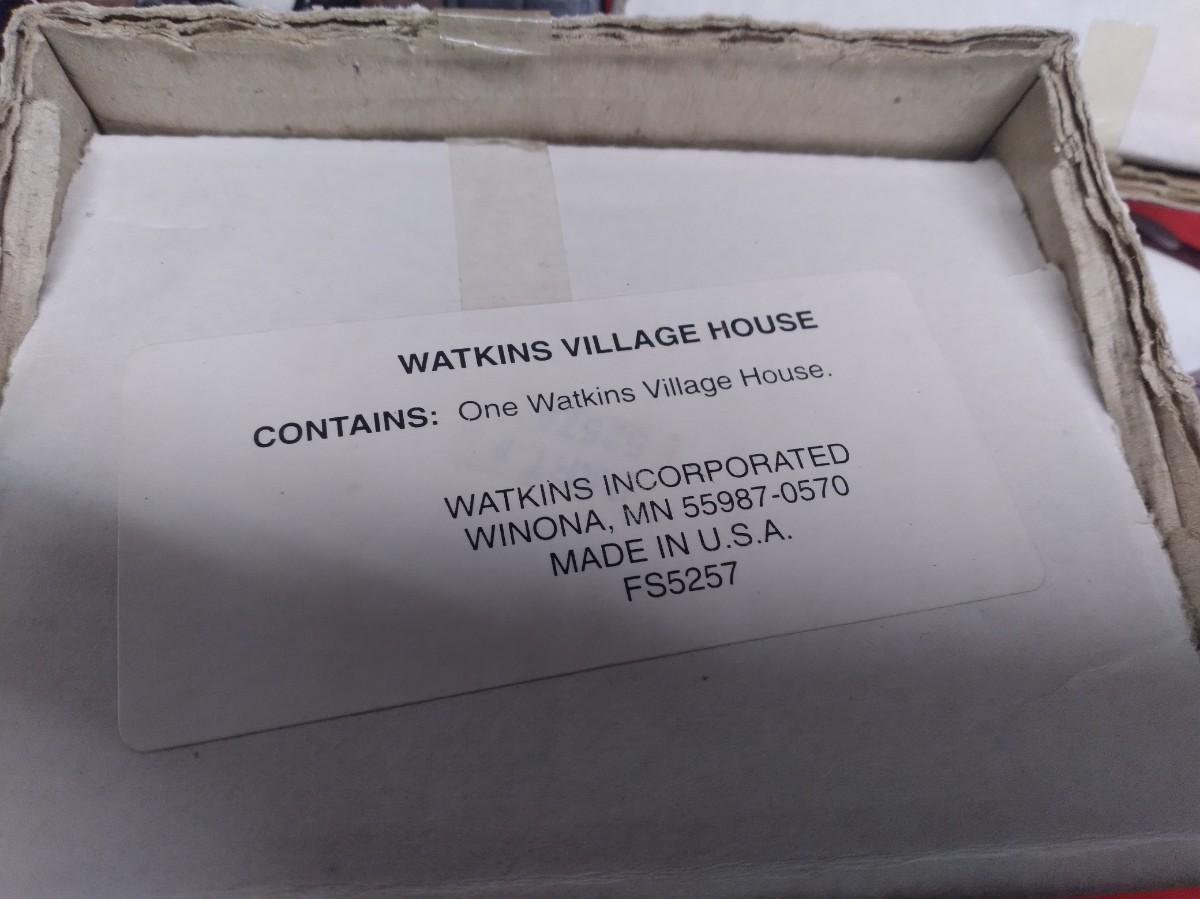 WATKINS VILLAGE HOUSE
CONTAINS: One Watkins Village House.
WATKINS INCORPORATED
WINONA, MN 55987-0570
MADE IN U.S.A.
FS5257